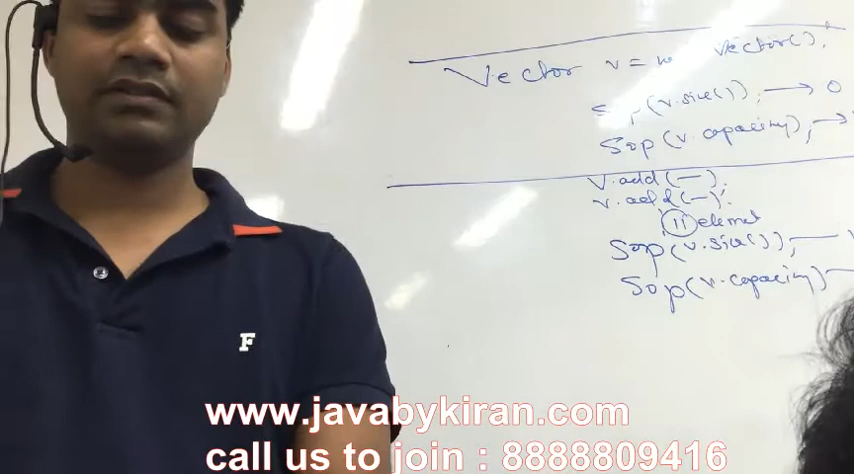 Vector v = new Vector();
Sop(v.size()); → 0
Sop(v.capacity); →
v.add(—);
v.add(—);
11 elemet
Sop(v.size()); —
Sop(v.capacity) —
F
www.javabykiran.com
call us to join : 8888809416